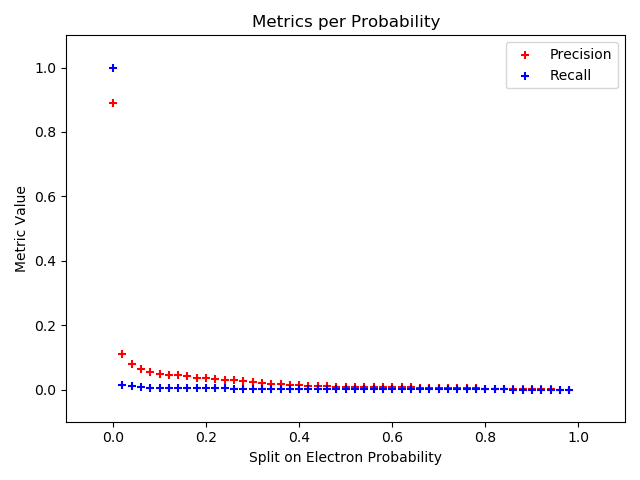 Metrics per Probability
Precision
Recall
Metric Value
1.0
0.8
0.6
0.4
0.2
0.0
0.0 0.2 0.4 0.6 0.8 1.0
Split on Electron Probability